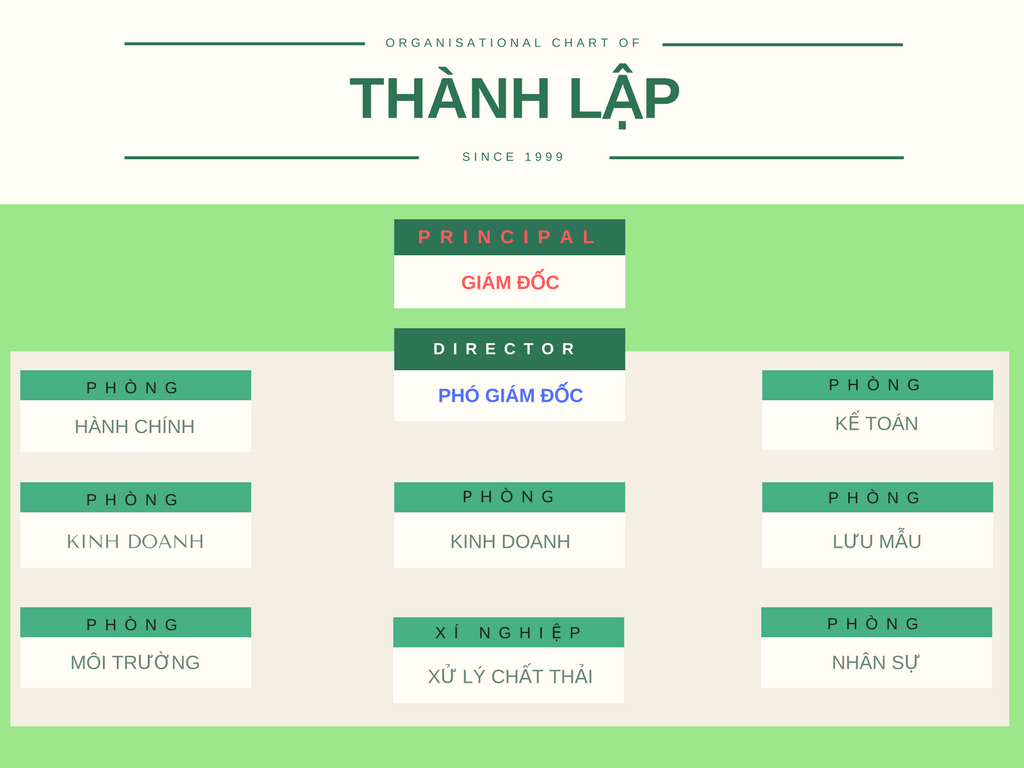 ORGANISATIONAL CHART OF
THÀNH LẬP
SINCE 1999
PRINCIPAL
GIÁM ĐỐC
DIRECTOR
PHÓ GIÁM ĐỐC
PHÒNG
HÀNH CHÍNH
PHÒNG
KẾ TOÁN
PHÒNG
KINH DOANH
PHÒNG
KINH DOANH
PHÒNG
LƯU MẪU
PHÒNG
MÔI TRƯỜNG
XÍ NGHIỆP
XỬ LÝ CHẤT THẢI
PHÒNG
NHÂN SỰ